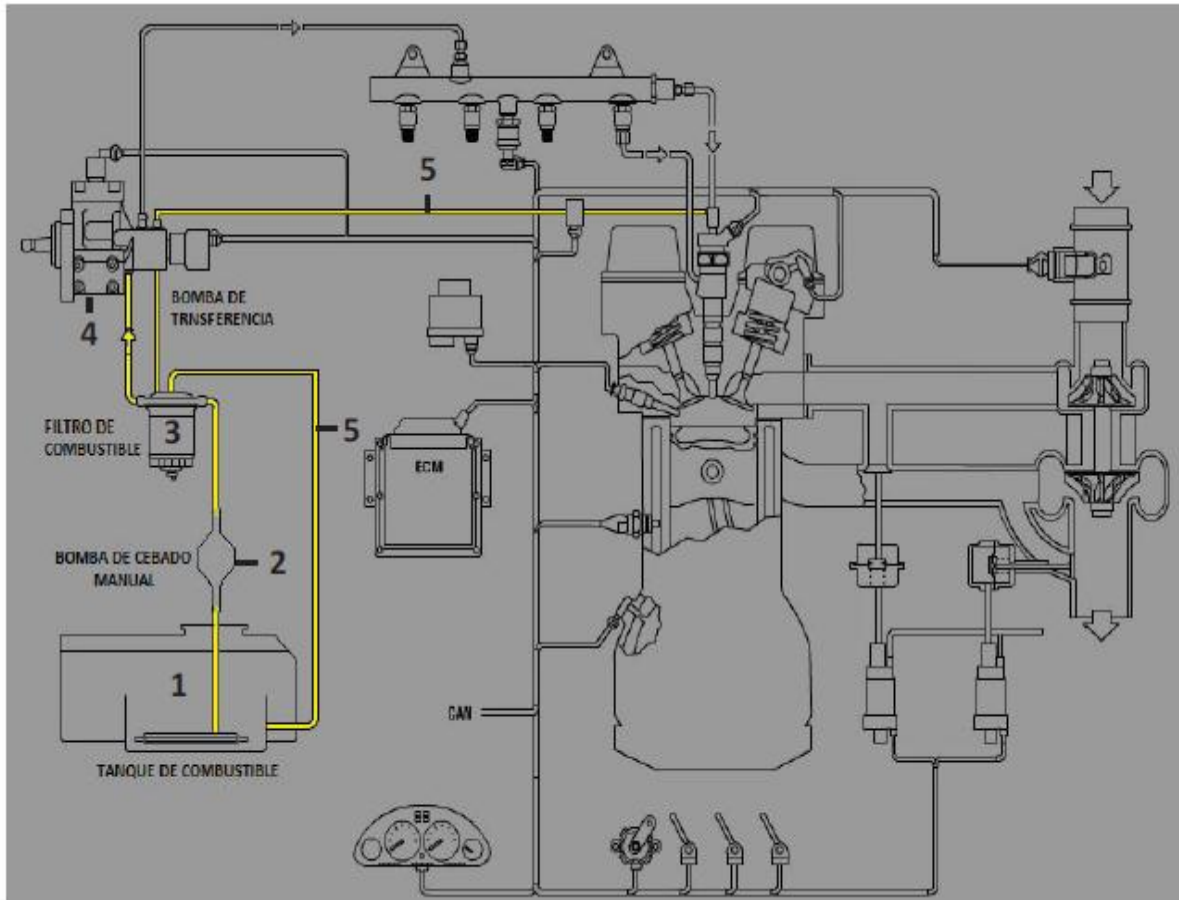 5
BOMBA DE
TRNSFERENCIA
4
FILTRO DE
COMBUSTIBLE
3
5
ECM
BOMBA DE CEBADO
MANUAL
2
1
CAN
TANQUE DE COMBUSTIBLE